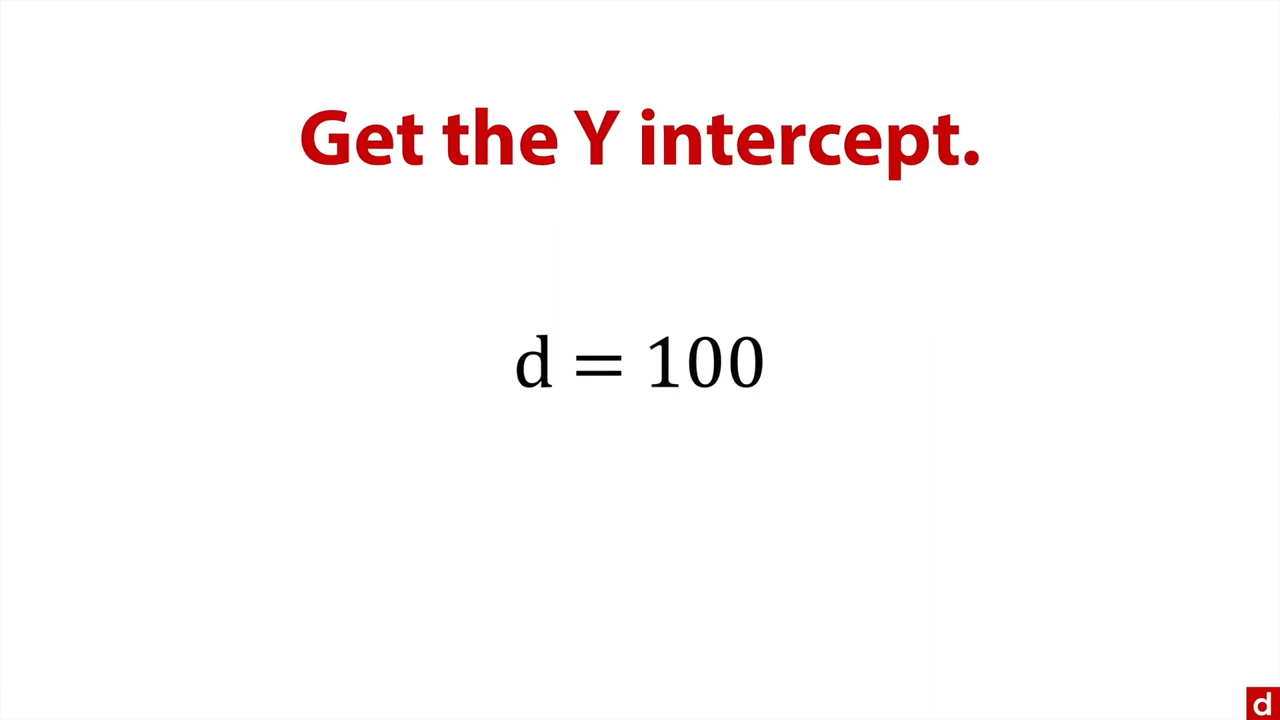 Get the Y intercept.
d = 100
d